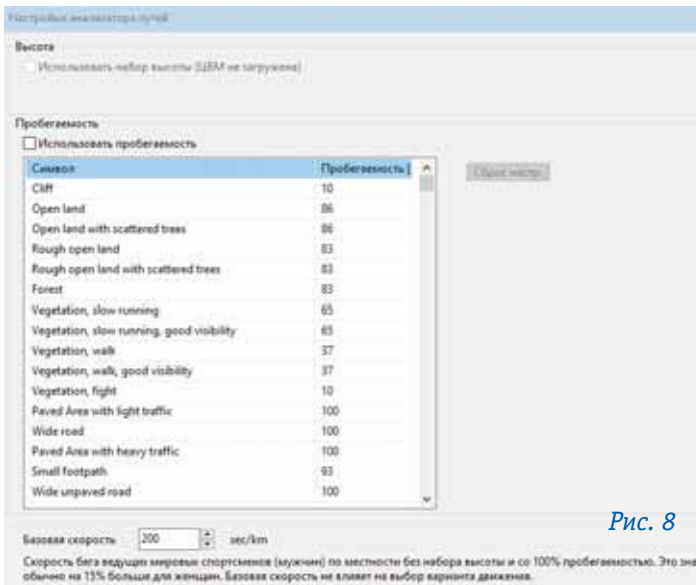 Настройки анализатора путей
Высота
Использовать набор высоты (ЦВМ не загружена)
Пробегаемость
Использовать пробегаемость
Символ Пробегаемость [
Сброс настр.
Cliff 10
Open land 86
Open land with scattered trees 86
Rough open land 83
Rough open land with scattered trees 83
Forest 83
Vegetation, slow running 65
Vegetation, slow running, good visibility 65
Vegetation, walk 37
Vegetation, walk, good visibility 37
Vegetation, fight 10
Paved Area with light traffic 100
Wide road 100
Paved Area with heavy traffic 100
Small footpath 93
Wide unpaved road 100
Рис. 8
Базовая скорость 200 sec/km
Скорость бега ведущих мировых спортсменов (мужчин) по местности без набора высоты и со 100% пробегаемостью. Это зн
обычно на 15% больше для женщин. Базовая скорость не влияет на выбор варианта движения.